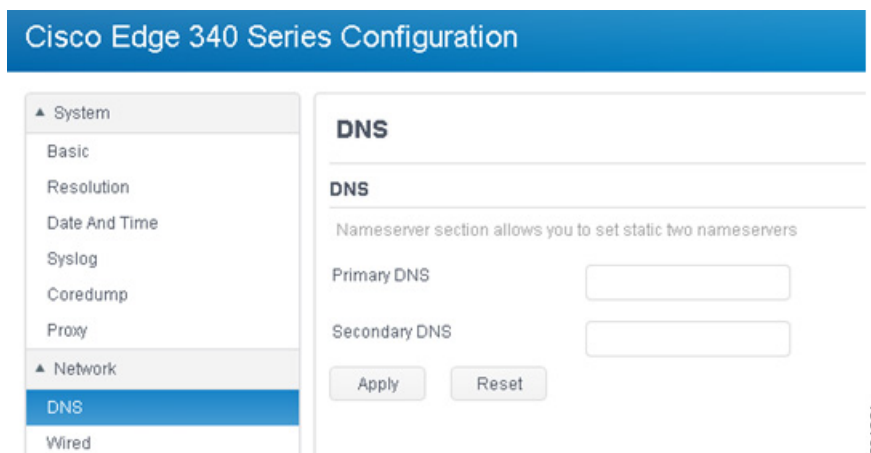 Cisco Edge 340 Series Configuration
System
Basic
Resolution
Date And Time
Syslog
Coredump
Proxy
Network
DNS
Wired
DNS
DNS
Nameserver section allows you to set static two nameservers
Primary DNS
Secondary DNS
Apply
Reset